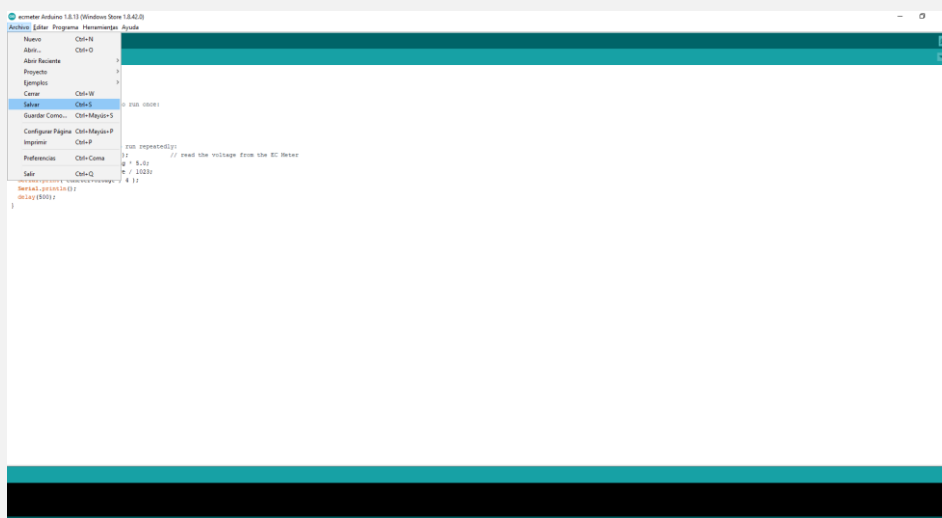 ecmeter Arduino 1.8.13 (Windows Store 1.8.42.0)
Archivo Editar Programa Herramientas Ayuda
Nuevo Ctrl+N
Abrir... Ctrl+O
Abrir Reciente
Proyecto
Ejemplos
Cerrar Ctrl+W
Salvar Ctrl+S
Guardar Como... Ctrl+Mayús+S
Configurar Página Ctrl+Mayús+P
Imprimir Ctrl+P
Preferencias Ctrl+Coma
Salir Ctrl+Q
o run once:
run repeatedly:
); // read the voltage from the EC Meter
g * 5.0;
e / 1023;
, 4 );
Serial.println();
delay(500);
}